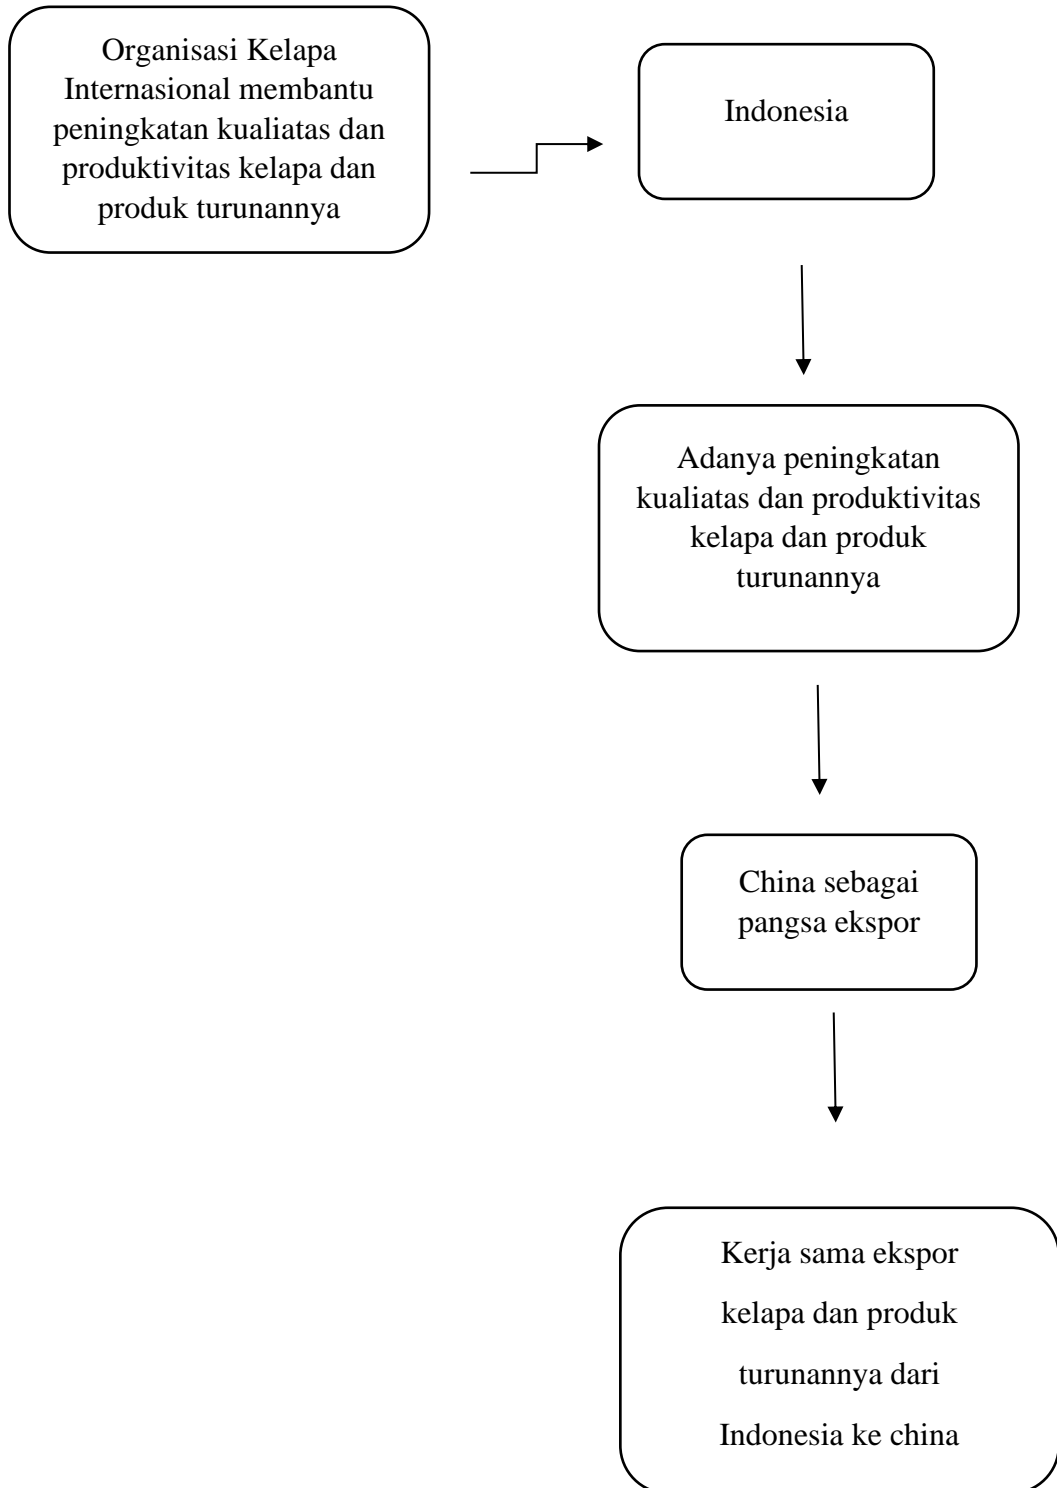 Organisasi Kelapa
Internasional membantu
peningkatan kualiatas dan
produktivitas kelapa dan
produk turunannya
Indonesia
Adanya peningkatan
kualiatas dan produktivitas
kelapa dan produk
turunannya
China sebagai
pangsa ekspor
Kerja sama ekspor
kelapa dan produk
turunannya dari
Indonesia ke china